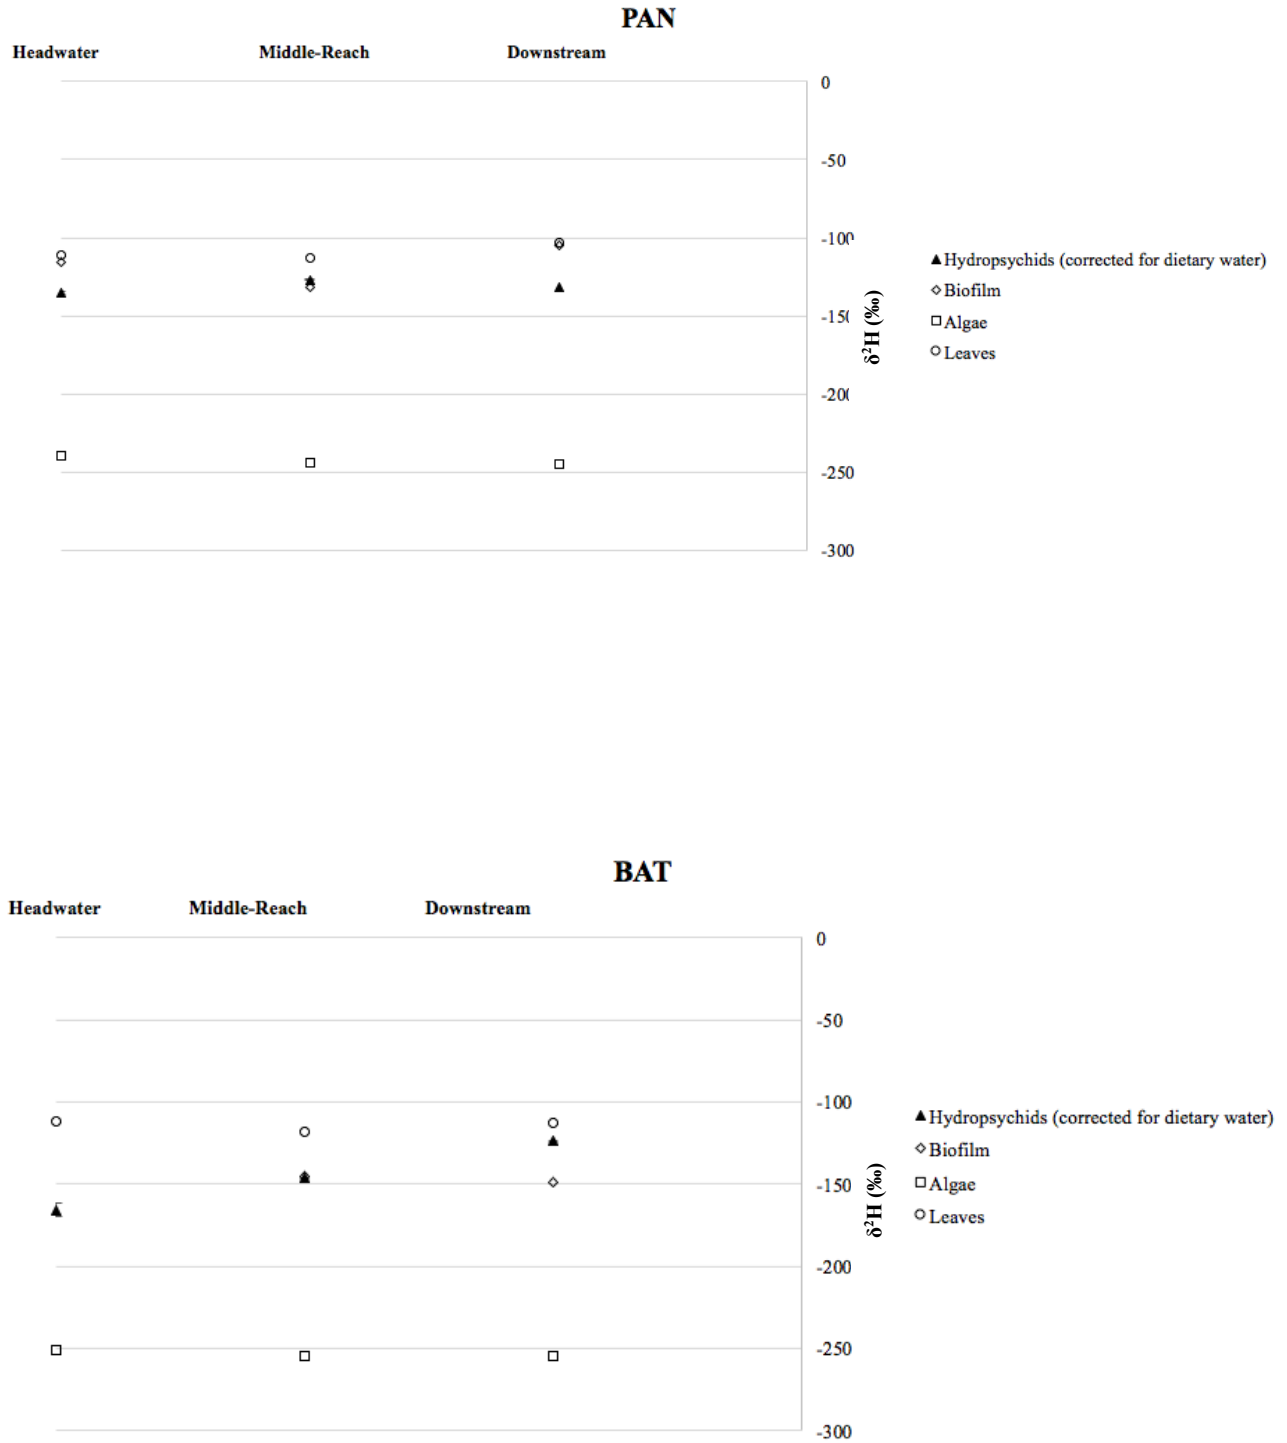 PAN
Headwater Middle-Reach Downstream
0
-50
-100
-150
-200
-250
-300
δ²H (‰)
Hydropsychids (corrected for dietary water)
Biofilm
Algae
Leaves
BAT
Headwater Middle-Reach Downstream
0
-50
-100
-150
-200
-250
-300
δ²H (‰)
Hydropsychids (corrected for dietary water)
Biofilm
Algae
Leaves